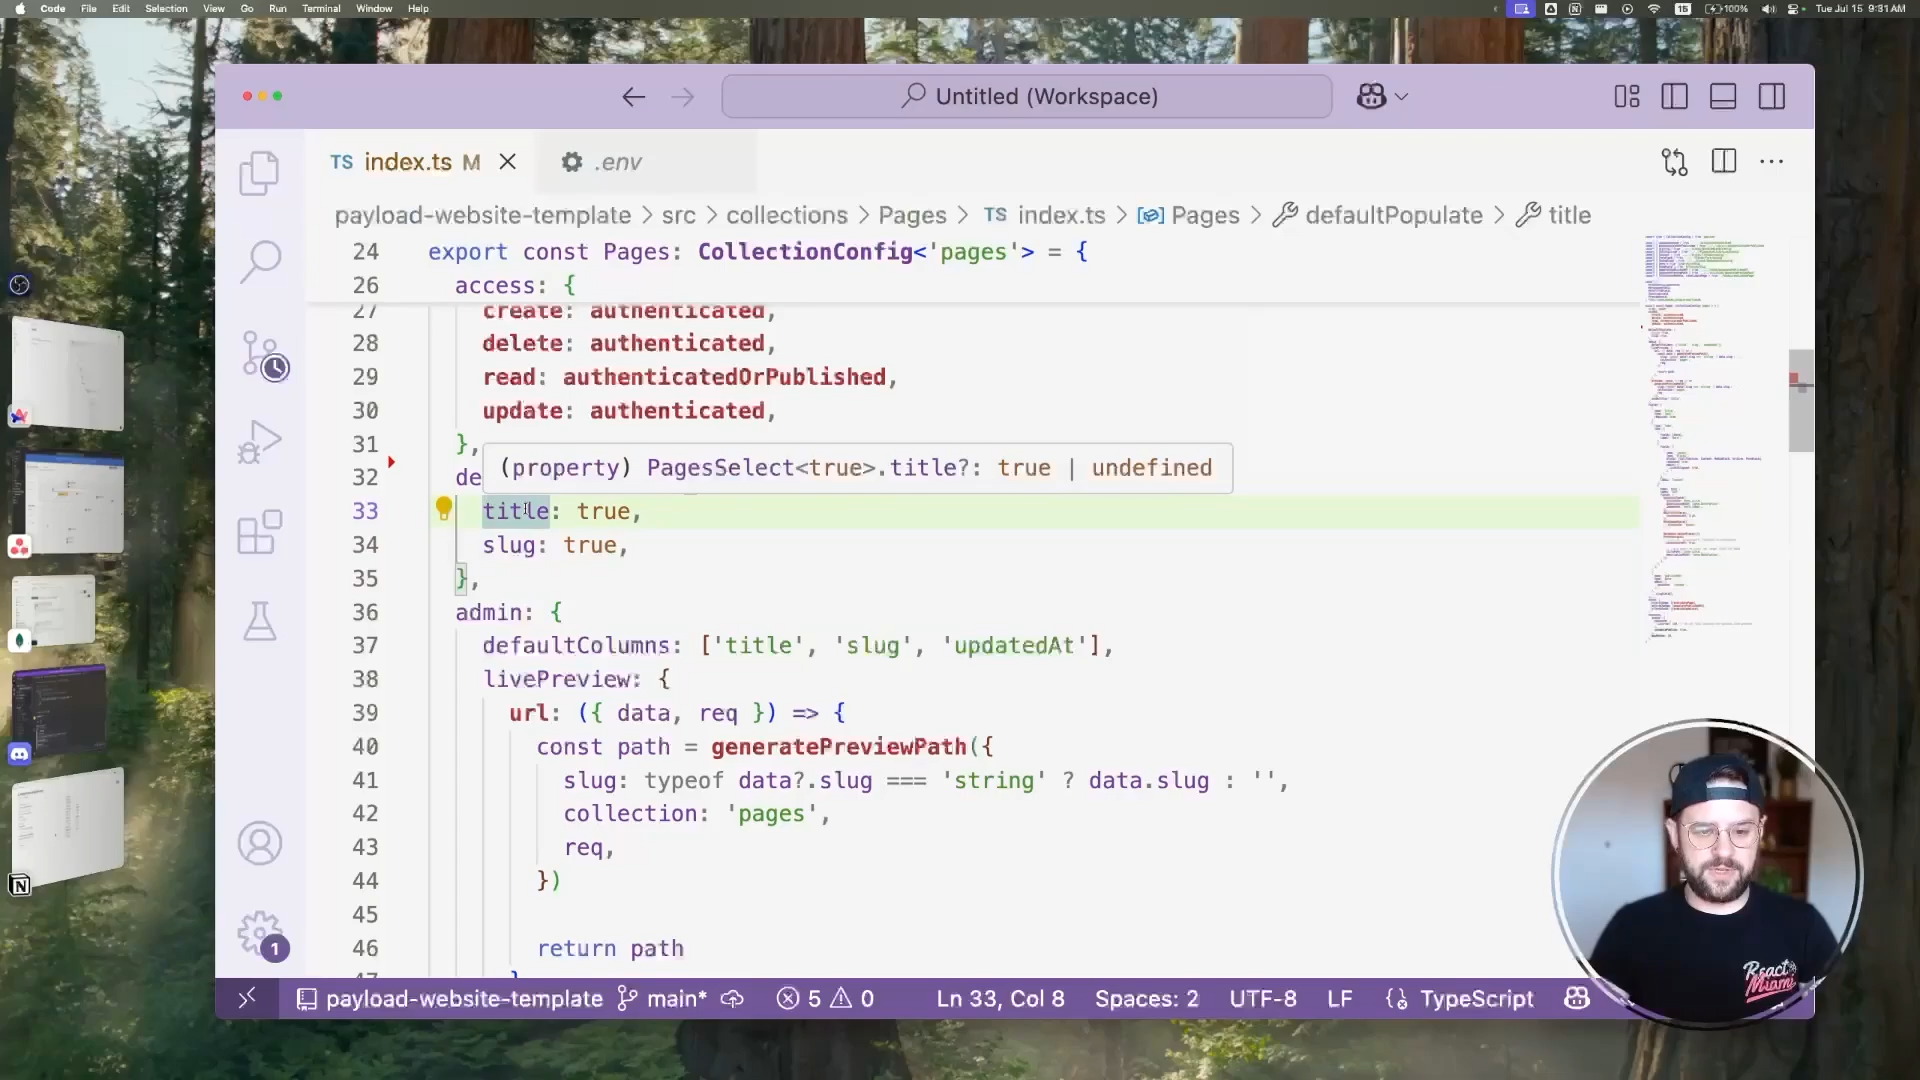 Code File Edit Selection View Go Run Terminal Window Help
15 100% Tue Jul 15 9:31 AM
Untitled (Workspace)
TS index.ts M
.env
payload-website-template > src > collections > Pages > TS index.ts > Pages > defaultPopulate > title
24 export const Pages: CollectionConfig<'pages'> = {
26 access: {
27 create: authenticated,
28 delete: authenticated,
29 read: authenticatedOrPublished,
30 update: authenticated,
31 },
(property) PagesSelect<true>.title?: true | undefined
32 de
33 title: true,
34 slug: true,
35 },
36 admin: {
37 defaultColumns: ['title', 'slug', 'updatedAt'],
38 livePreview: {
39 url: ({ data, req }) => {
40 const path = generatePreviewPath({
41 slug: typeof data?.slug === 'string' ? data.slug : '',
42 collection: 'pages',
43 req,
44 })
45
46 return path
47 }
1
React
Miami
payload-website-template main* 5 0 Ln 33, Col 8 Spaces: 2 UTF-8 LF TypeScript